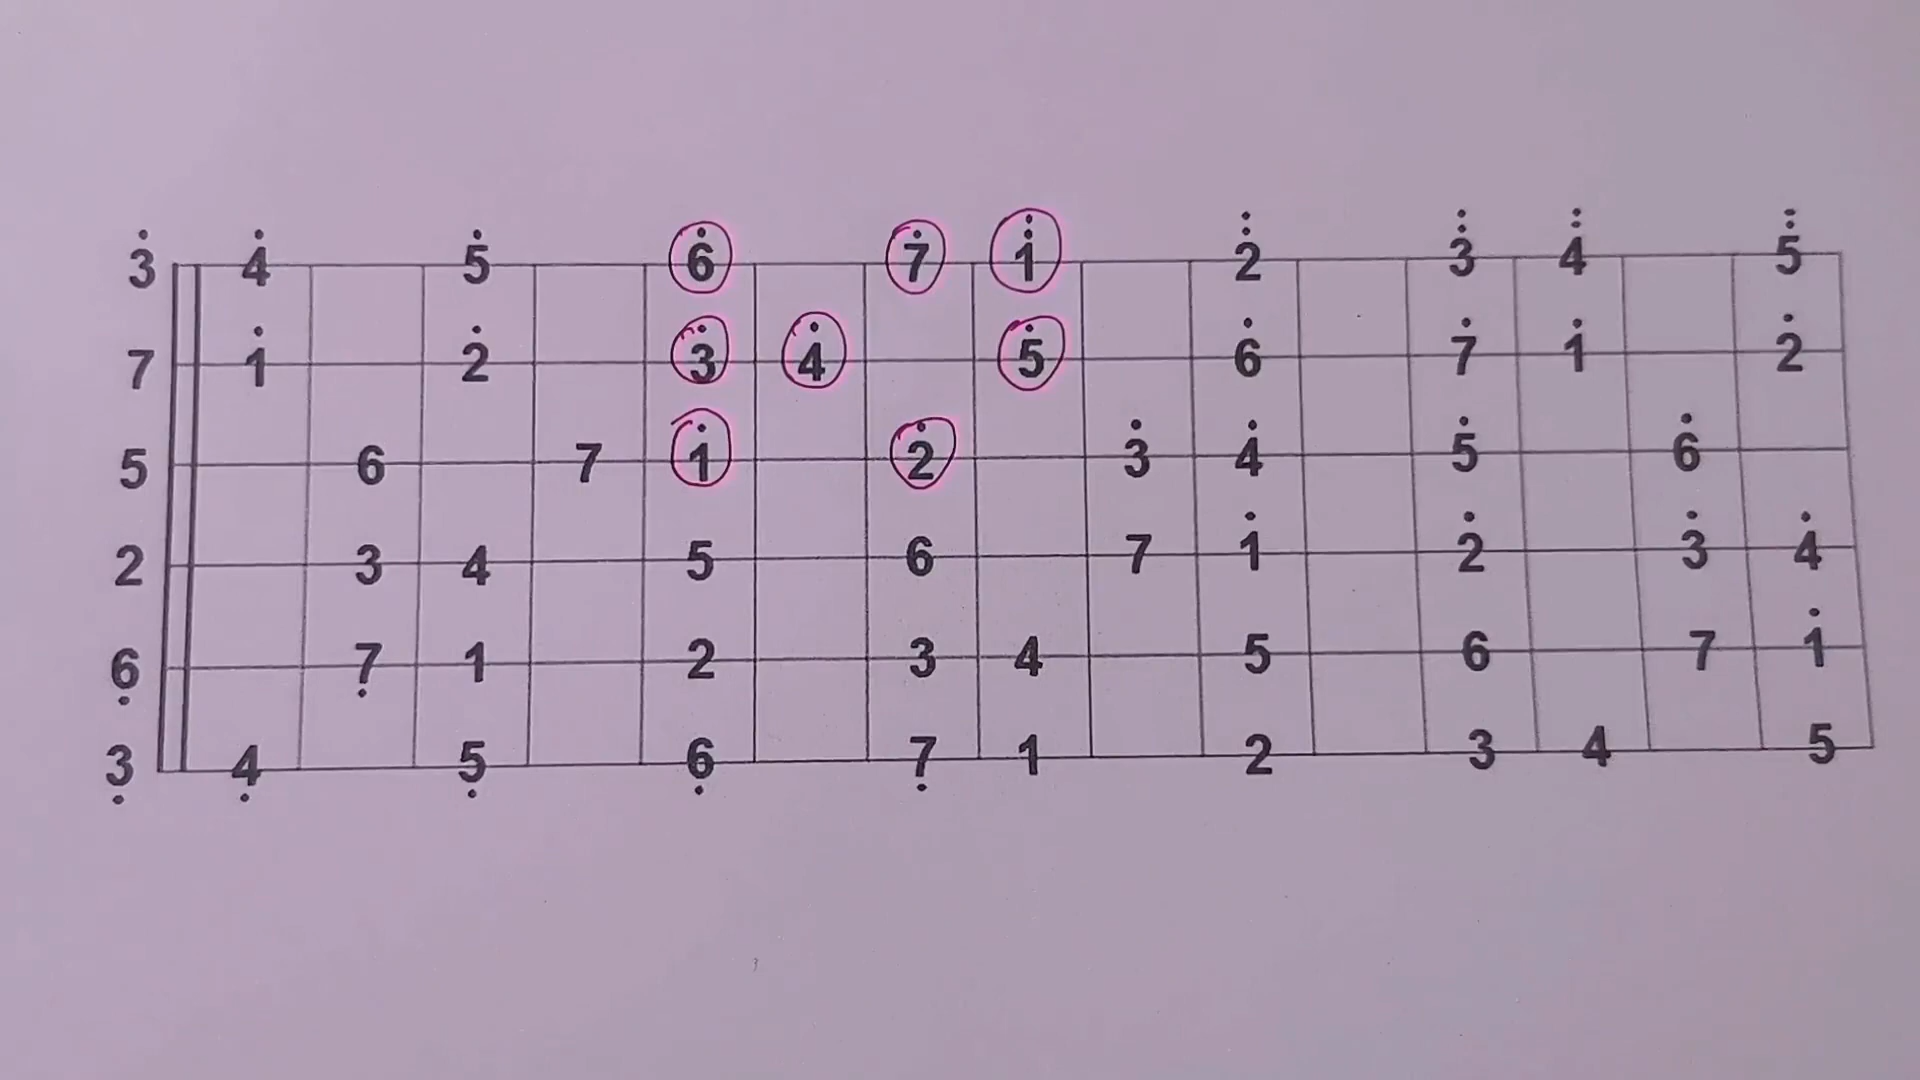 3̇ 4̇ 5̇ 6̇ 7̇ 1̈ 2̈ 3̈ 4̈ 5̈
7 1̇ 2̇ 3̇ 4̇ 5̇ 6̇ 7̇ 1̇ 2̇
5 6 7 1̇ 2̇ 3̇ 4̇ 5̇ 6̇
2 3 4 5 6 7 1̇ 2̇ 3̇ 4̇
6̣ 7̣ 1 2 3 4 5 6 7 1̇
3̣ 4̣ 5̣ 6̣ 7̣ 1 2 3 4 5